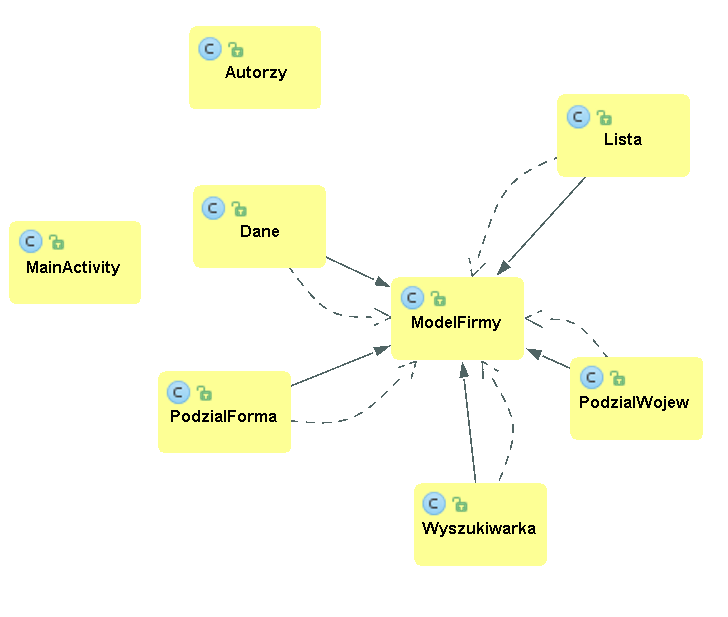 C
Autorzy
C
Lista
C
Dane
C
MainActivity
C
ModelFirmy
C
PodzialForma
C
PodzialWojew
C
Wyszukiwarka